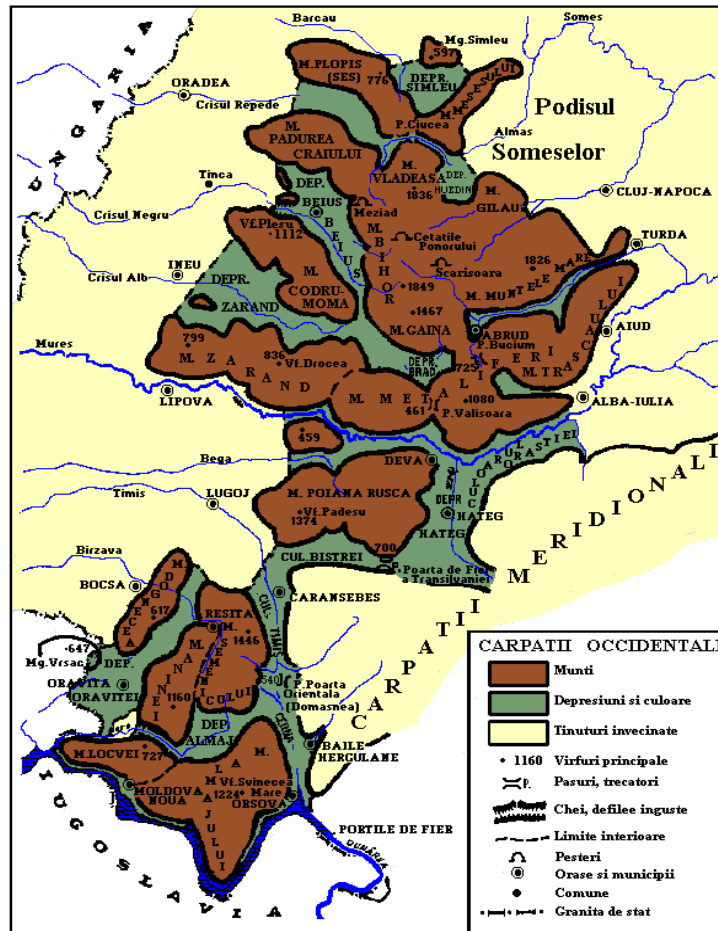 Barcau
Somes
Mg.Simleu
597
M.PLOPIS
(SES)
776
DEPR.
SIMLEU
M. MESESULUI
UNGARIA
ORADEA
Crisul Repede
P.Ciucea
Almas
Podisul
Someselor
M.
PADUREA
CRAIULUI
M.
VLADEASA
1836
DEP.
HUEDIN
M.
GILAU
CLUJ-NAPOCA
Tinca
DEP.
BEIUS
BEIUS
Meziad
Crisul Negru
Vf.Plesu
1112
M. BIHOR
Cetatile
Ponorului
Scarisoara
1826
TURDA
INEU
Crisul Alb
DEPR.
ZARAND
M.
CODRU-
MOMA
1849
1467
M. MUNTELE MARE
M.GAINA
ABRUD
P.Bucium
AIUD
Mures
799
M. ZARAND
836
Vf.Drocea
DEPR.
BRAD
725
M. METALIFERI
M.TRASCAULUI
461
1080
P.Valisoara
LIPOVA
ALBA-IULIA
459
Bega
DEVA
CULOARUL ORASTIEI
Timis
LUGOJ
M.POIANA RUSCA
Vf.Padesu
1374
DEPR
HATEG
HATEG
700
P.
CUL.BISTREI
Poarta de Fier
a Transilvaniei
CARPATII MERIDIONALI
Birzava
BOCSA
M. DOGNECEA
617
RESITA
CARANSEBES
CUL. TIMIS
CERNA
647
Mg.Vrsac
DEP.
ORAVITA
ORAVITEI
M. ANINEI
1160
M. SEMENICULUI
1446
540
P.Poarta
Orientala
(Domasnea)
DEP.
ALMAJ
BAILE
HERGULANE
M.LOCVEI
727
MOLDOVA
NOUA
M. ALMAJULUI
Vf.Svinecea
1224
Mare
ORSOVA
PORTILE DE FIER
DUNAREA
IUGOSLAVIA
CARPATII OCCIDENTALI
Munti
Depresiuni si culoare
Tinuturi invecinate
1160 Virfuri principale
P. Pasuri, trecatori
Chei, defilee inguste
Limite interioare
Pesteri
Orase si municipii
Comune
Granita de stat